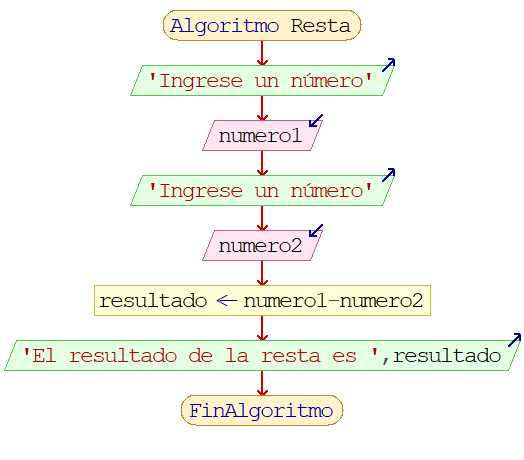 Algoritmo Resta
'Ingrese un número'
numero1
'Ingrese un número'
numero2
resultado ← numero1-numero2
'El resultado de la resta es ',resultado
FinAlgoritmo